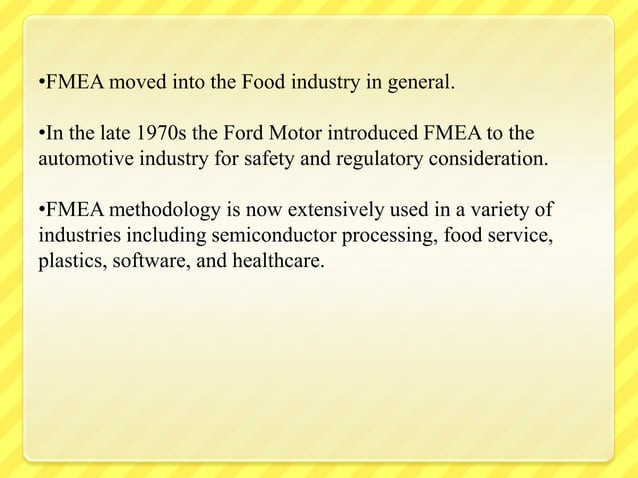 •FMEA moved into the Food industry in general.
•In the late 1970s the Ford Motor introduced FMEA to the
automotive industry for safety and regulatory consideration.
•FMEA methodology is now extensively used in a variety of
industries including semiconductor processing, food service,
plastics, software, and healthcare.